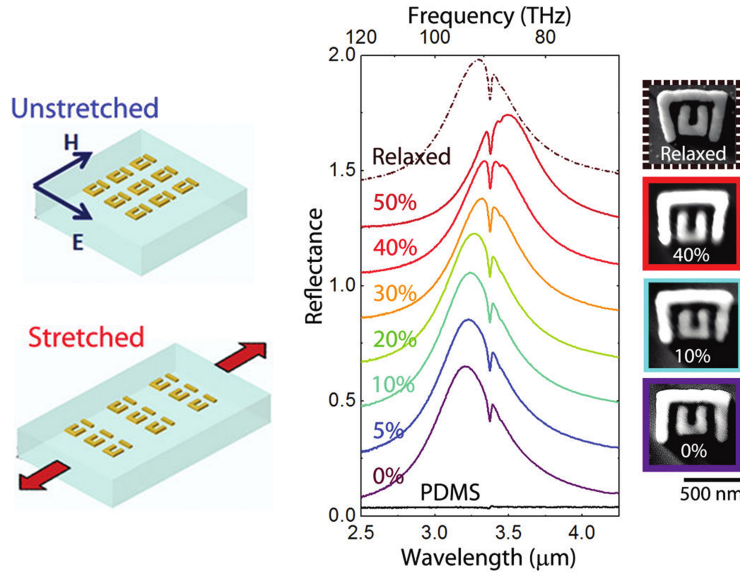 Unstretched
H
E
Stretched
Frequency (THz)
120
100
80
2.0
1.5
1.0
0.5
0.0
Reflectance
Relaxed
50%
40%
30%
20%
10%
5%
0%
PDMS
2.5
3.0
3.5
4.0
Wavelength (μm)
Relaxed
40%
10%
0%
500 nm